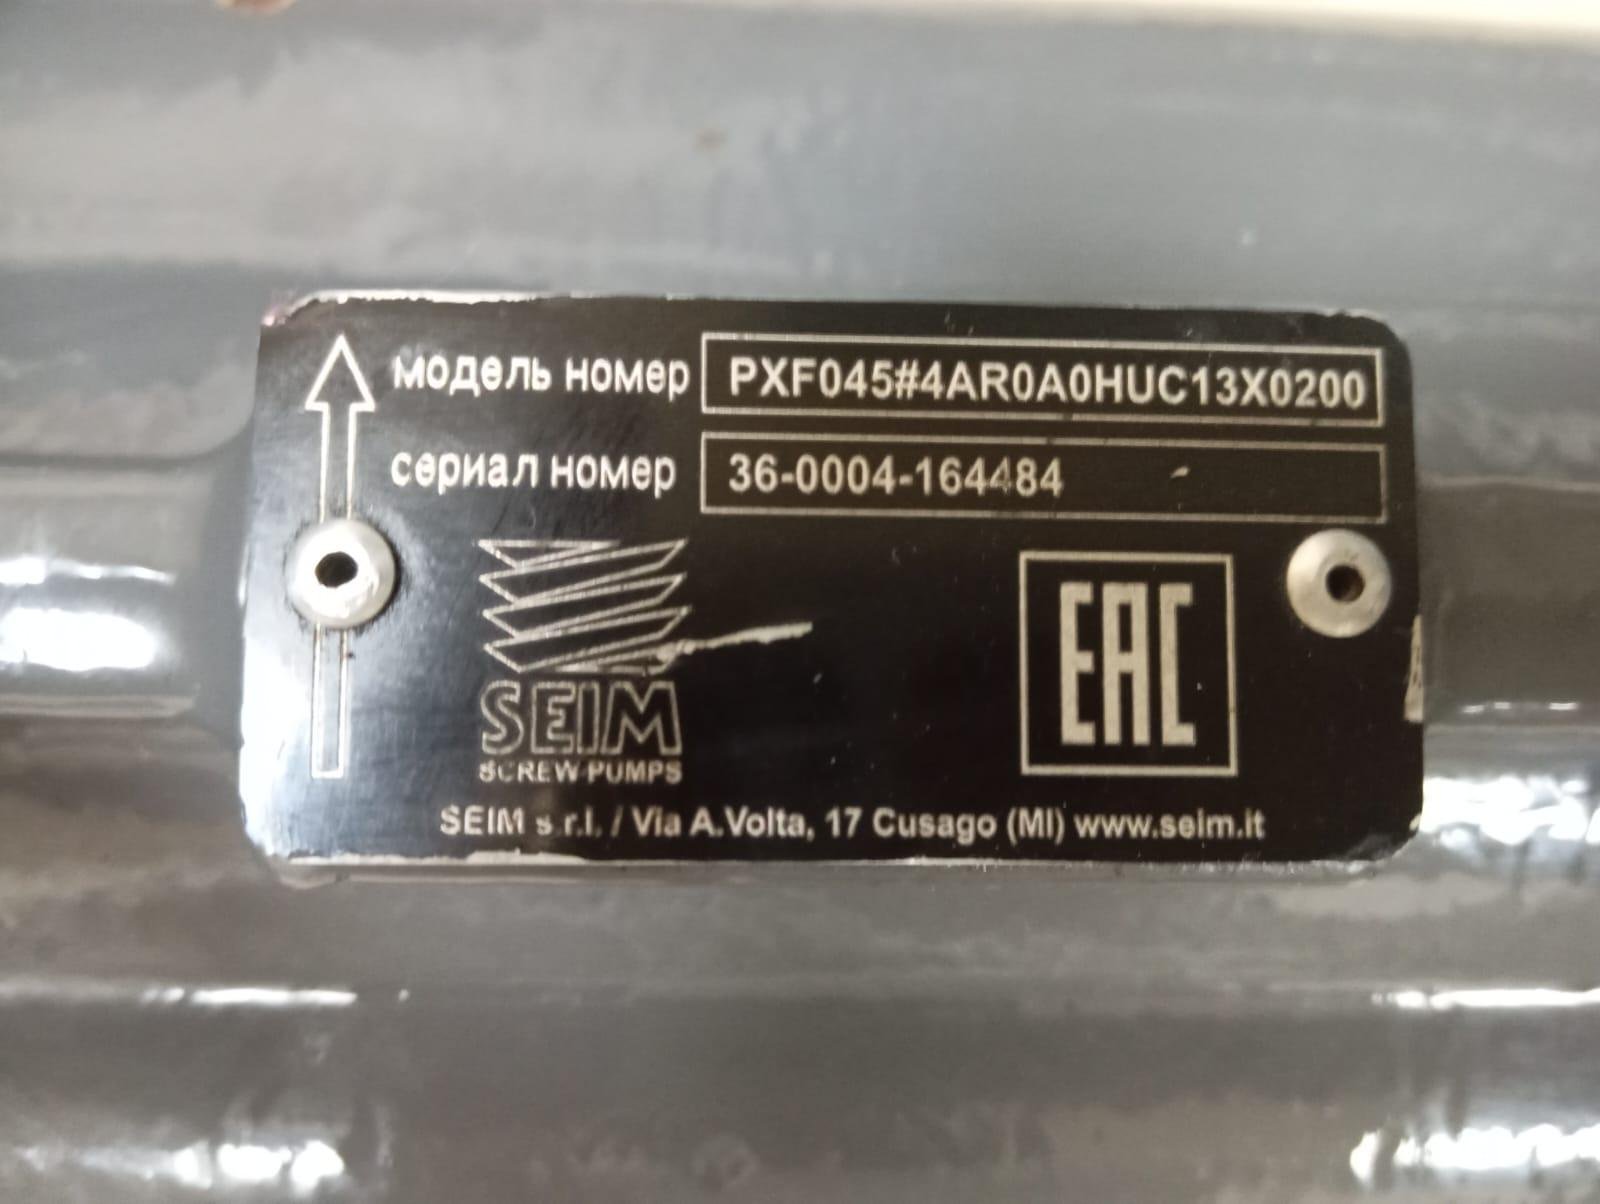 модель номер PXF045#4AR0A0HUC13X0200
сериал номер 36-0004-164484
SEIM
SCREW PUMPS
EAC
SEIM s.r.l. / Via A.Volta, 17 Cusago (MI) www.seim.it